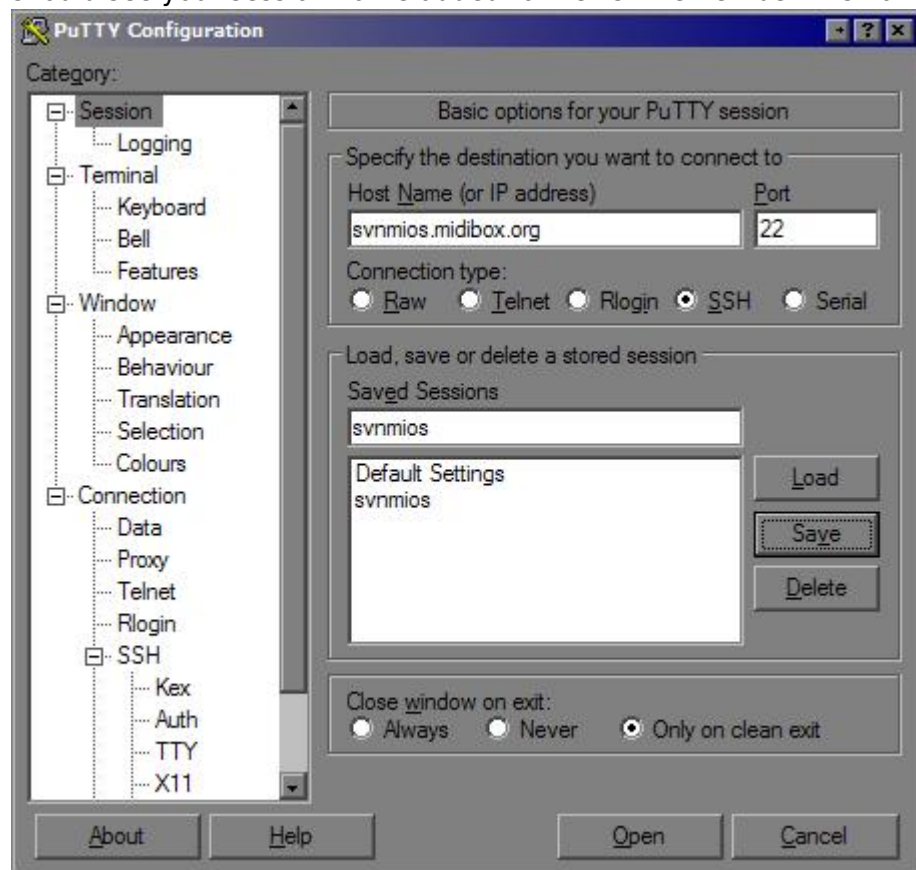 PuTTY Configuration
Category:
Session
Logging
Terminal
Keyboard
Bell
Features
Window
Appearance
Behaviour
Translation
Selection
Colours
Connection
Data
Proxy
Telnet
Rlogin
SSH
Kex
Auth
TTY
X11
Basic options for your PuTTY session
Specify the destination you want to connect to
Host Name (or IP address) Port
svnmios.midibox.org 22
Connection type:
Raw Telnet Rlogin SSH Serial
Load, save or delete a stored session
Saved Sessions
svnmios
Default Settings
svnmios
Load
Save
Delete
Close window on exit:
Always Never Only on clean exit
About Help Open Cancel